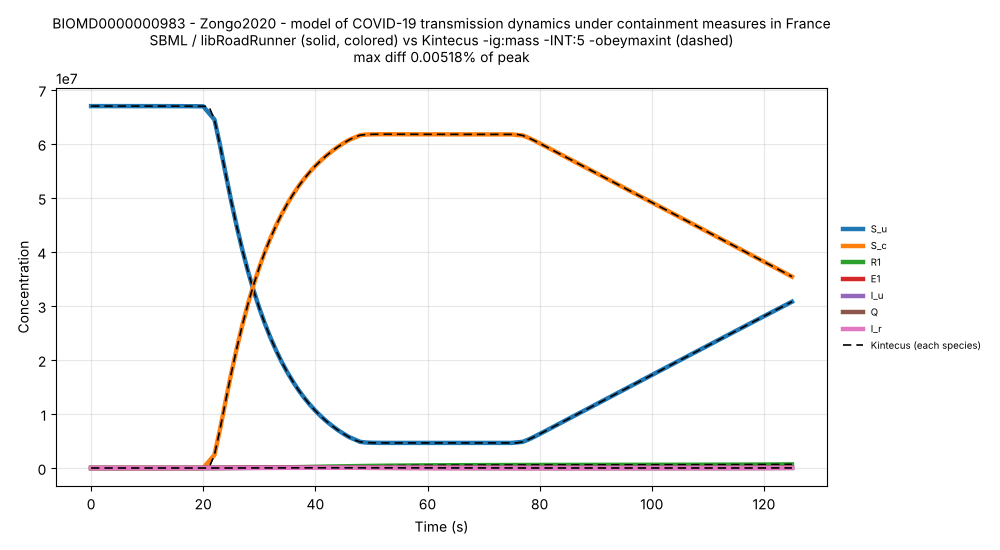 BIOMD0000000983 - Zongo2020 - model of COVID-19 transmission dynamics under containment measures in France
SBML / libRoadRunner (solid, colored) vs Kintecus -ig:mass -INT:5 -obeymaxint (dashed)
max diff 0.00518% of peak
1e7
7
6
5
4
3
2
1
0
Concentration
0 20 40 60 80 100 120
Time (s)
S_u
S_c
R1
E1
I_u
Q
I_r
Kintecus (each species)